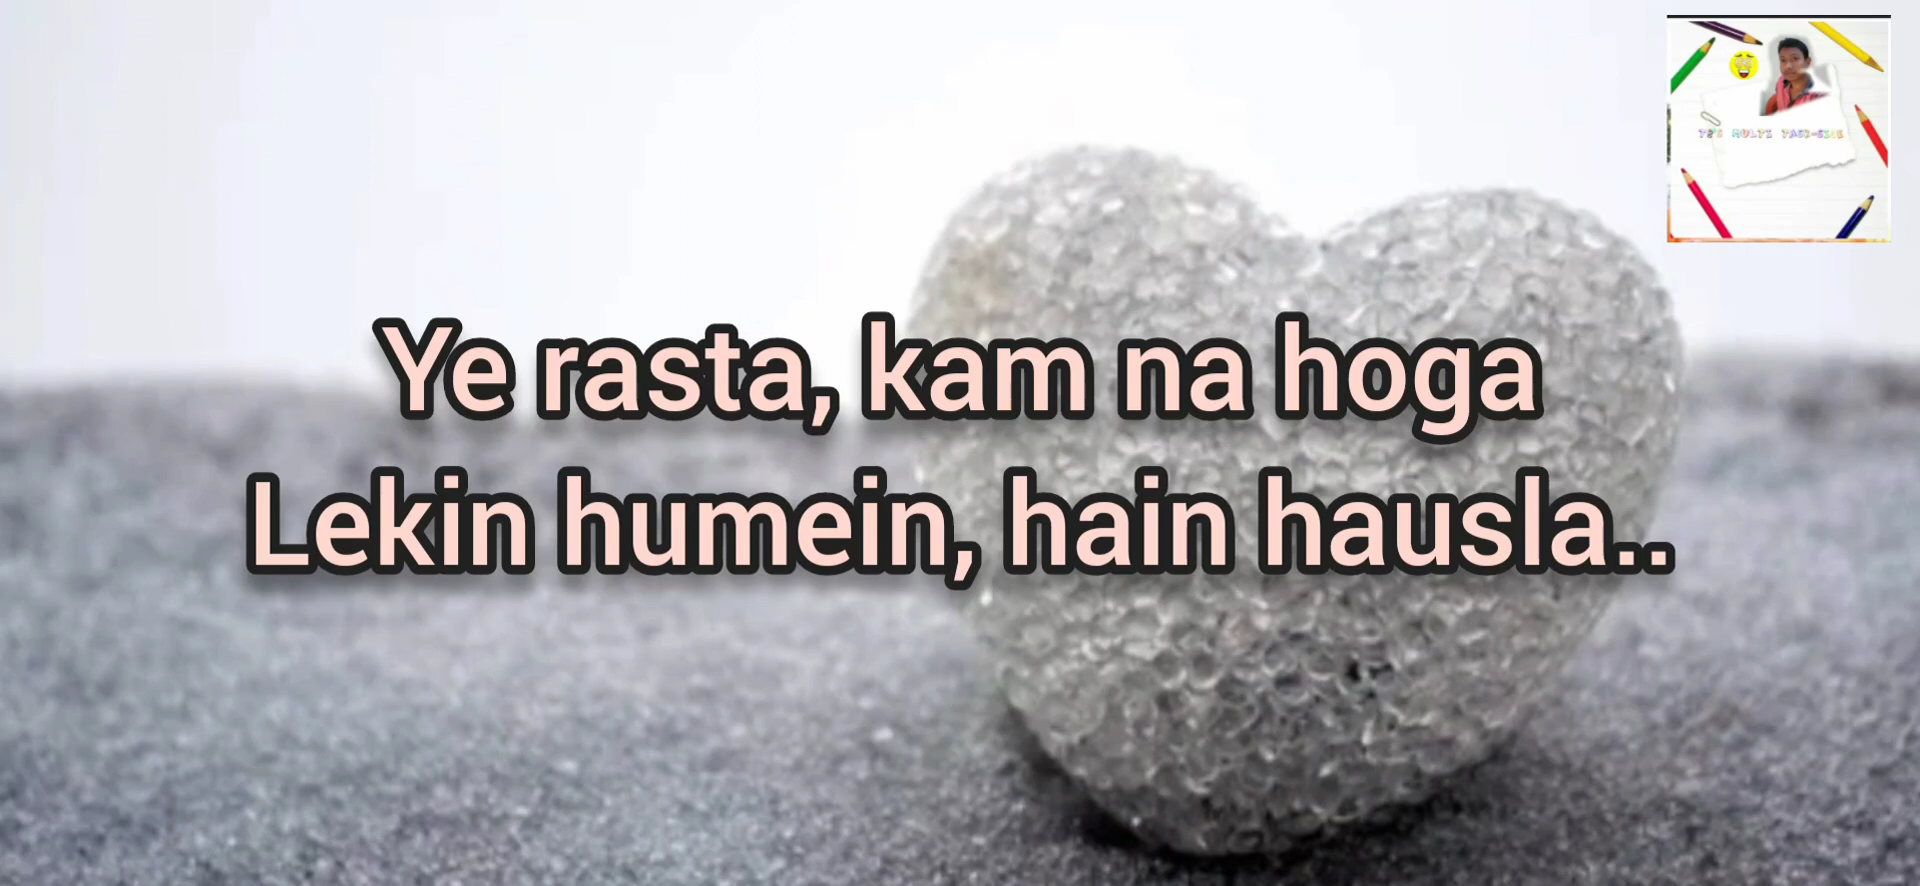 Ye rasta, kam na hoga
Lekin humein, hain hausla..